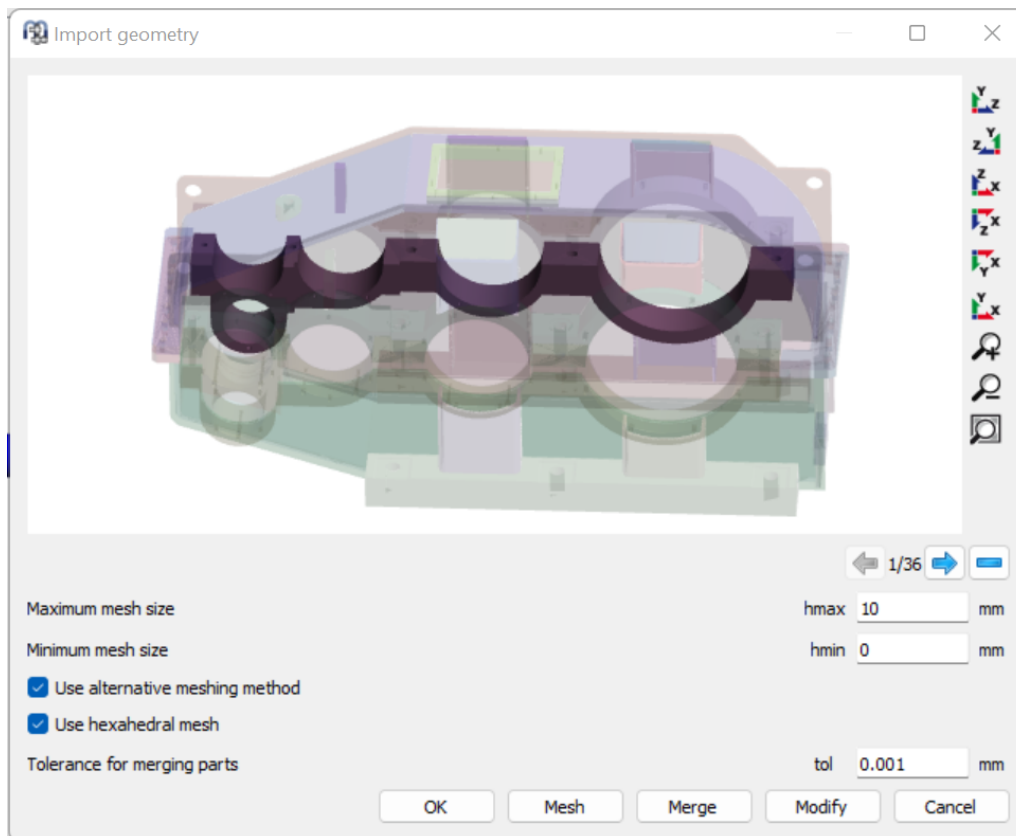 Import geometry
Y Z
Y Z
Z X
X Z
X Y
Y X
1/36
Maximum mesh size hmax 10 mm
Minimum mesh size hmin 0 mm
Use alternative meshing method
Use hexahedral mesh
Tolerance for merging parts tol 0.001 mm
OK Mesh Merge Modify Cancel